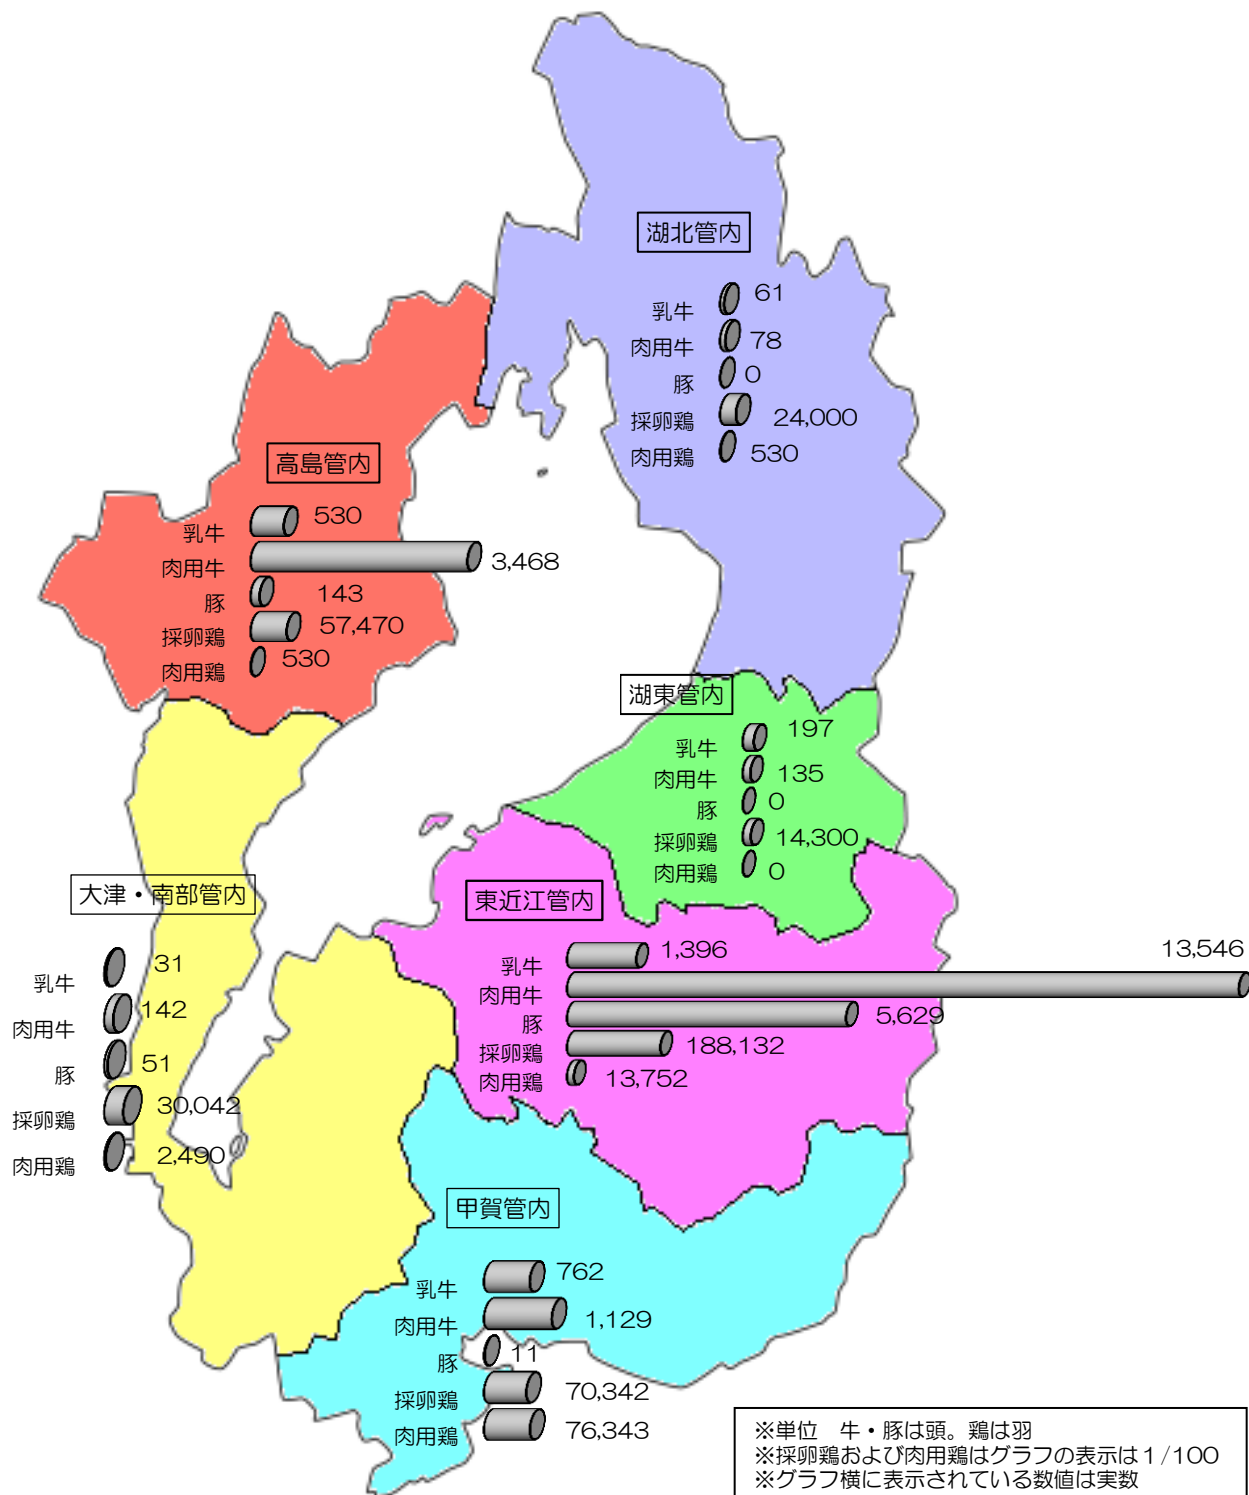 湖北管内
乳牛 61
肉用牛 78
豚 0
採卵鶏 24,000
肉用鶏 530
高島管内
乳牛 530
肉用牛 3,468
豚 143
採卵鶏 57,470
肉用鶏 530
湖東管内
乳牛 197
肉用牛 135
豚 0
採卵鶏 14,300
肉用鶏 0
大津・南部管内
乳牛 31
肉用牛 142
豚 51
採卵鶏 30,042
肉用鶏 2,490
東近江管内
乳牛 1,396
肉用牛 13,546
豚 5,629
採卵鶏 188,132
肉用鶏 13,752
甲賀管内
乳牛 762
肉用牛 1,129
豚 11
採卵鶏 70,342
肉用鶏 76,343
※単位　牛・豚は頭。鶏は羽
※採卵鶏および肉用鶏はグラフの表示は1/100
※グラフ横に表示されている数値は実数